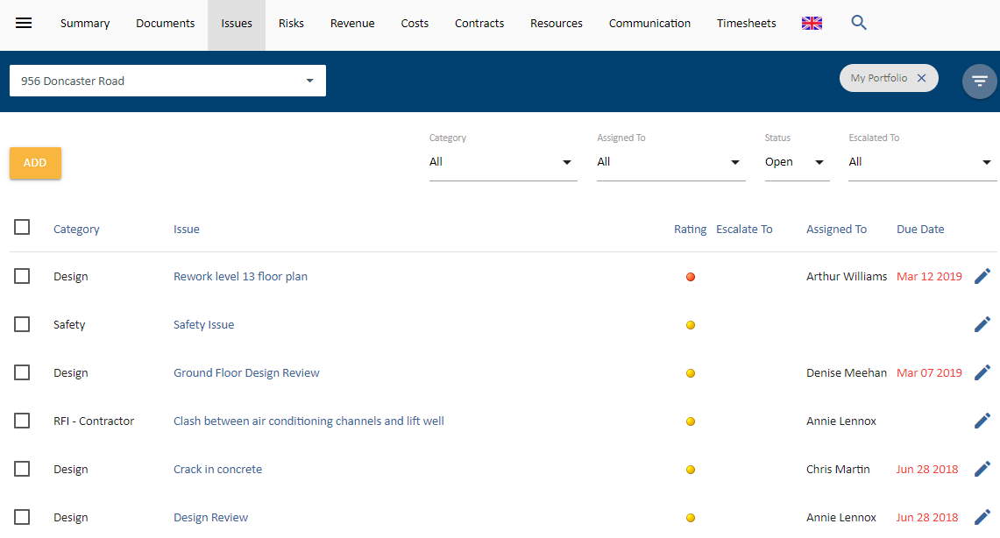 Summary Documents Issues Risks Revenue Costs Contracts Resources Communication Timesheets
956 Doncaster Road My Portfolio
Category Assigned To Status Escalated To
ADD All All Open All
Category Issue Rating Escalate To Assigned To Due Date
Design Rework level 13 floor plan Arthur Williams Mar 12 2019
Safety Safety Issue
Design Ground Floor Design Review Denise Meehan Mar 07 2019
RFI - Contractor Clash between air conditioning channels and lift well Annie Lennox
Design Crack in concrete Chris Martin Jun 28 2018
Design Design Review Annie Lennox Jun 28 2018